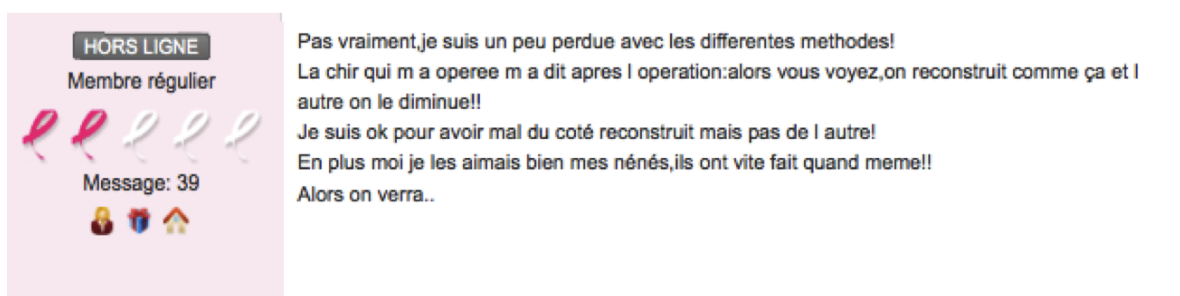 HORS LIGNE
Membre régulier
Message: 39
Pas vraiment,je suis un peu perdue avec les differentes methodes!
La chir qui m a operee m a dit apres l operation:alors vous voyez,on reconstruit comme ça et l
autre on le diminue!!
Je suis ok pour avoir mal du coté reconstruit mais pas de l autre!
En plus moi je les aimais bien mes nénés,ils ont vite fait quand meme!!
Alors on verra..